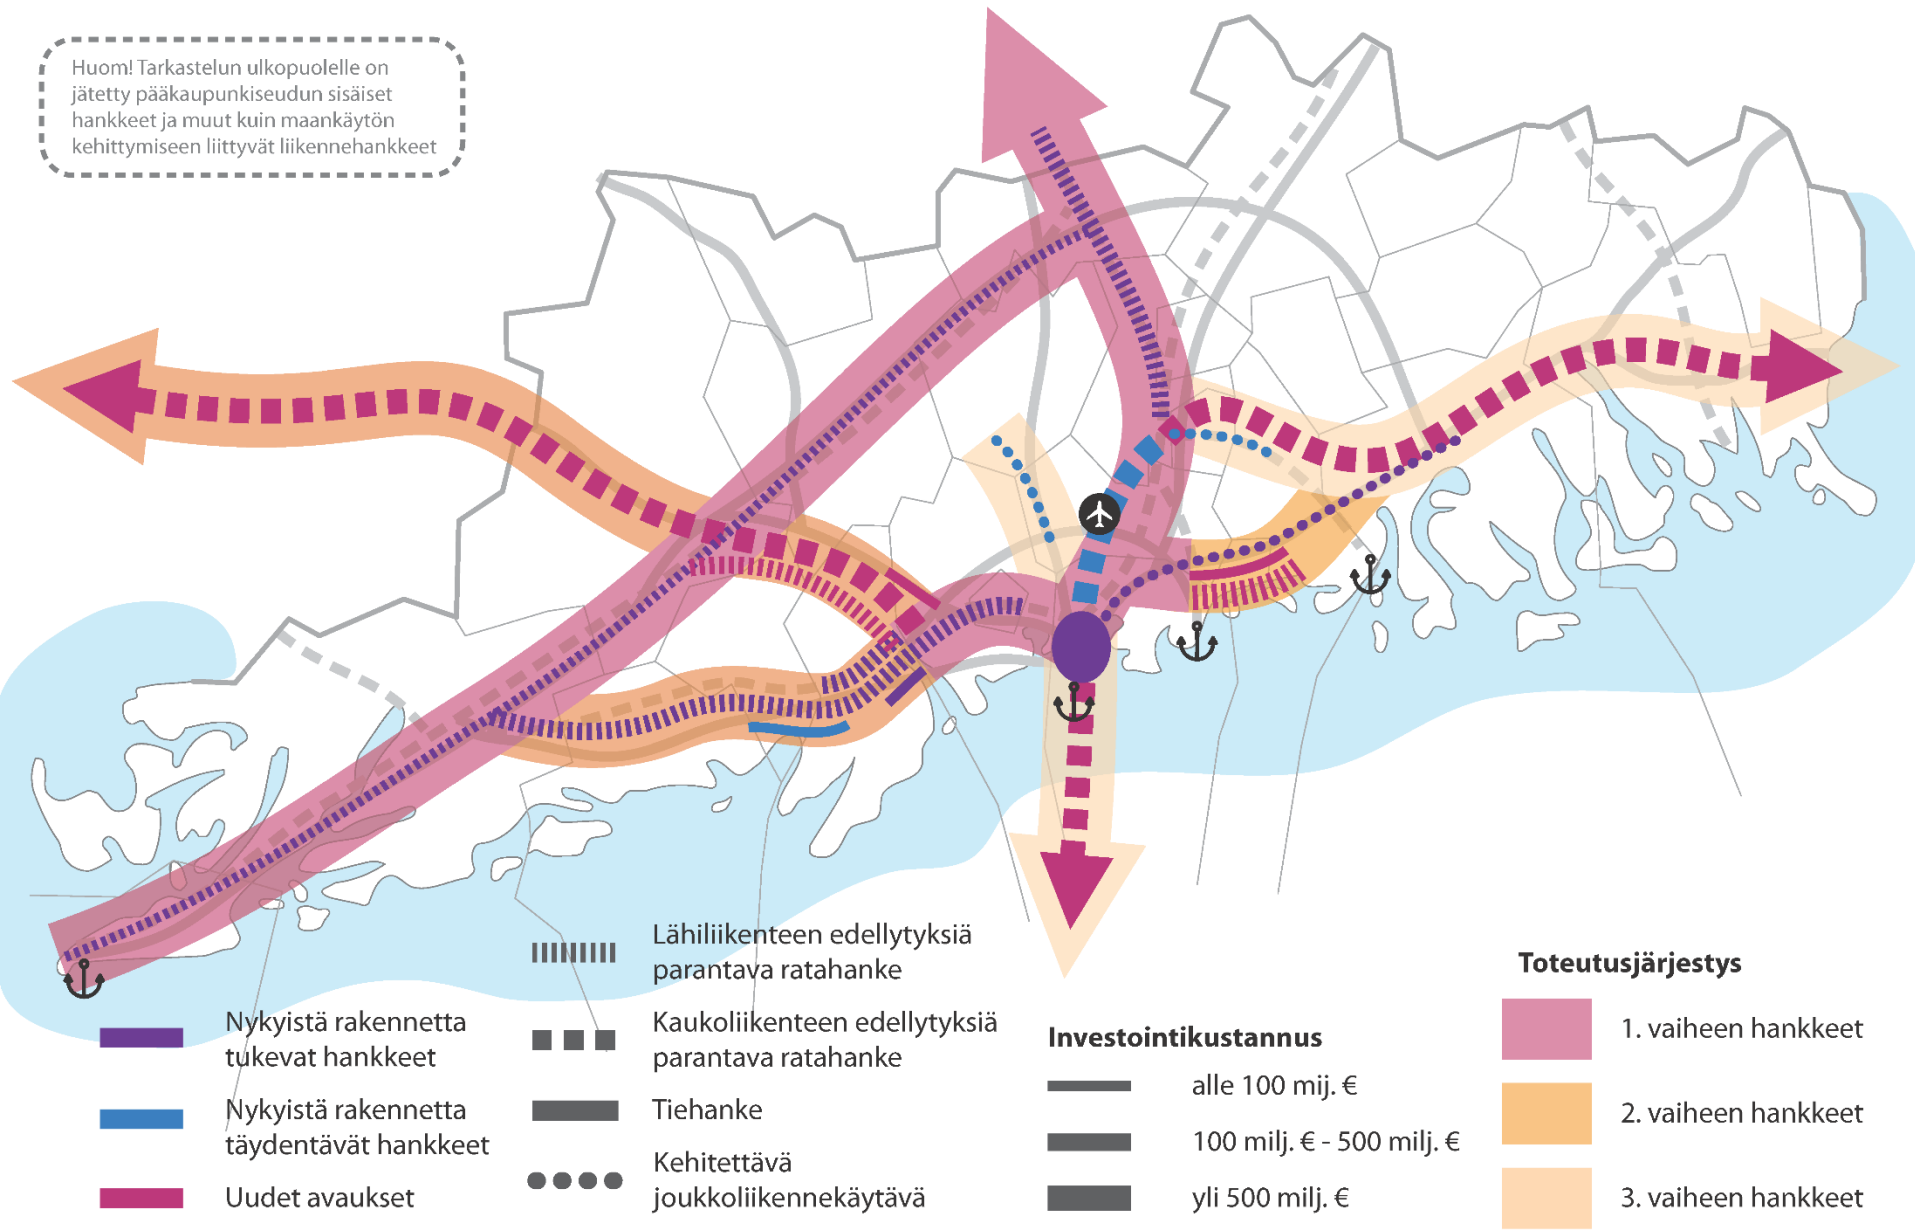 Huom! Tarkastelun ulkopuolelle on
jätetty pääkaupunkiseudun sisäiset
hankkeet ja muut kuin maankäytön
kehittymiseen liittyvät liikennehankkeet
Nykyistä rakennetta
tukevat hankkeet
Nykyistä rakennetta
täydentävät hankkeet
Uudet avaukset
Lähiliikenteen edellytyksiä
parantava ratahanke
Kaukoliikenteen edellytyksiä
parantava ratahanke
Tiehanke
Kehitettävä
joukkoliikennekäytävä
Investointikustannus
alle 100 mij. €
100 milj. € - 500 milj. €
yli 500 milj. €
Toteutusjärjestys
1. vaiheen hankkeet
2. vaiheen hankkeet
3. vaiheen hankkeet